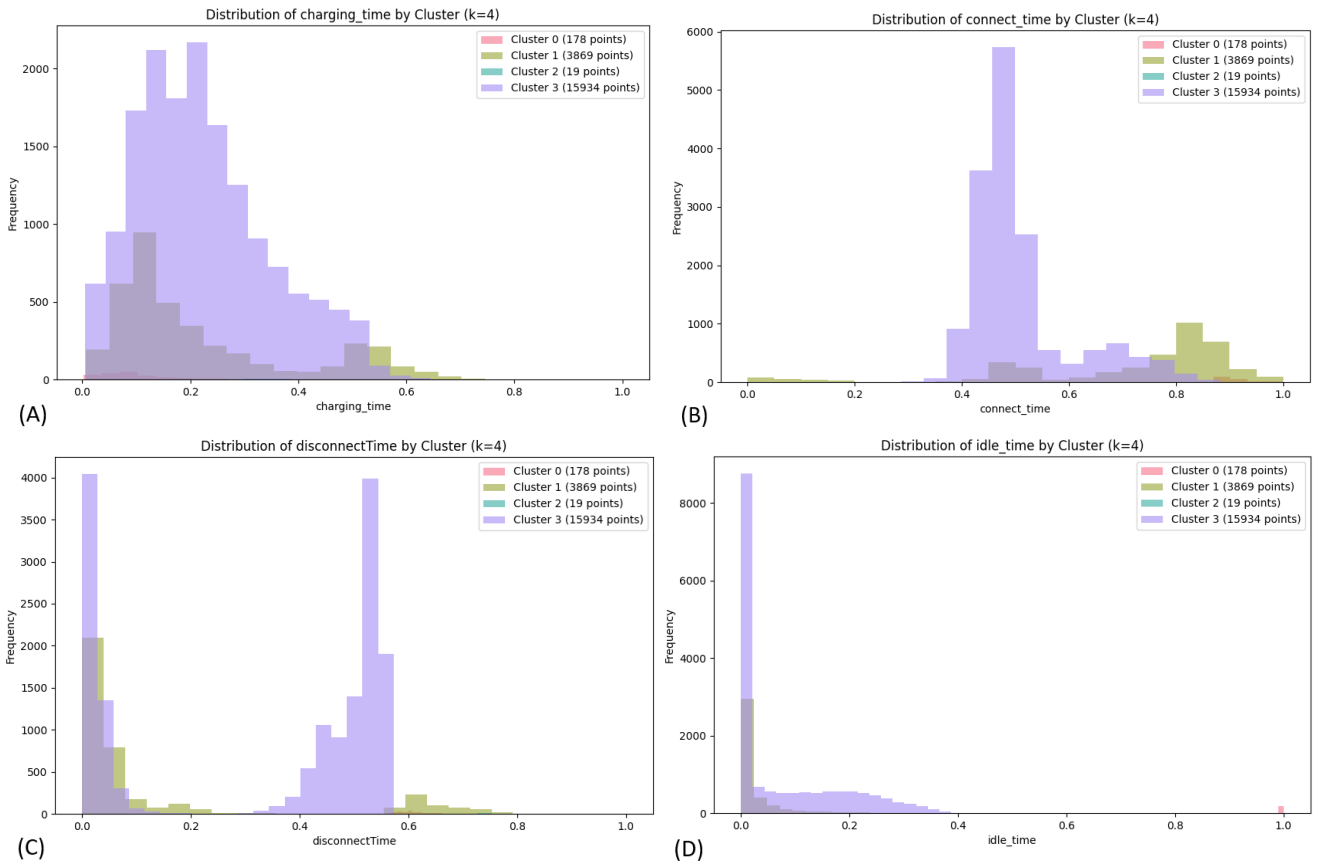 Distribution of charging_time by Cluster (k=4)
Cluster 0 (178 points)
Cluster 1 (3869 points)
Cluster 2 (19 points)
Cluster 3 (15934 points)
Frequency
2000
1500
1000
500
0
0.0 0.2 0.4 0.6 0.8 1.0
charging_time
(A)
Distribution of connect_time by Cluster (k=4)
Cluster 0 (178 points)
Cluster 1 (3869 points)
Cluster 2 (19 points)
Cluster 3 (15934 points)
Frequency
6000
5000
4000
3000
2000
1000
0
0.0 0.2 0.4 0.6 0.8 1.0
connect_time
(B)
Distribution of disconnectTime by Cluster (k=4)
Cluster 0 (178 points)
Cluster 1 (3869 points)
Cluster 2 (19 points)
Cluster 3 (15934 points)
Frequency
4000
3500
3000
2500
2000
1500
1000
500
0
0.0 0.2 0.4 0.6 0.8 1.0
disconnectTime
(C)
Distribution of idle_time by Cluster (k=4)
Cluster 0 (178 points)
Cluster 1 (3869 points)
Cluster 2 (19 points)
Cluster 3 (15934 points)
Frequency
8000
6000
4000
2000
0
0.0 0.2 0.4 0.6 0.8 1.0
idle_time
(D)